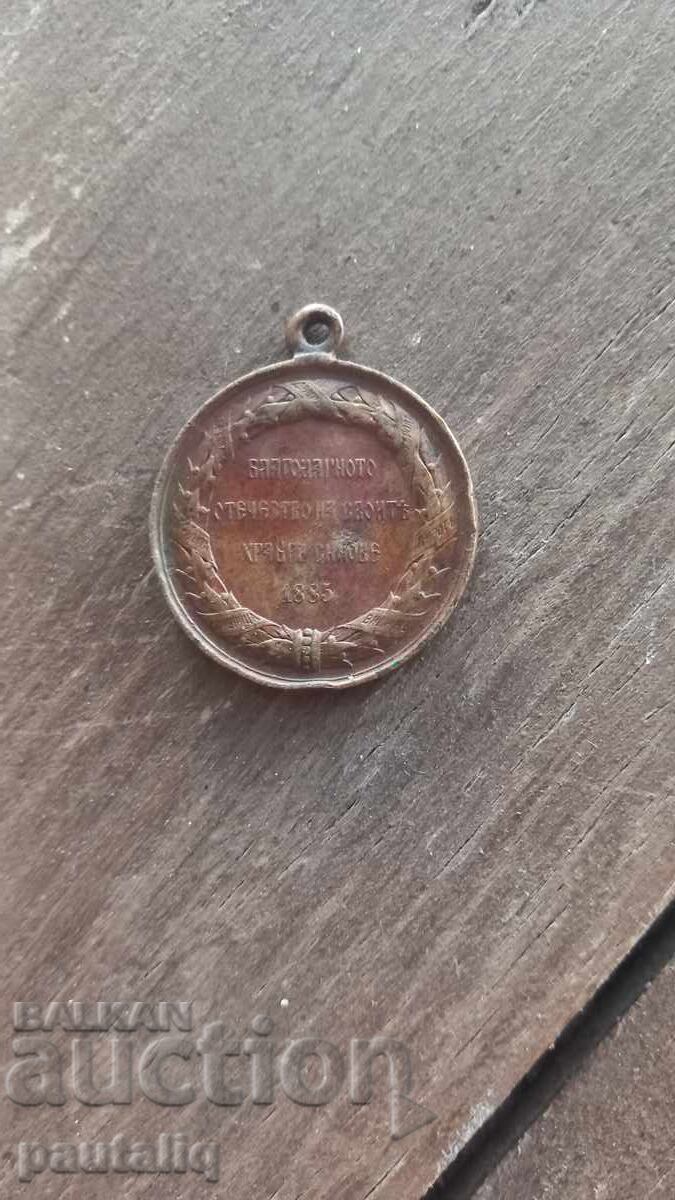 БЛАГОДАРНОТО
ОТЕЧЕСТВО НА СВОИТѢ
ХРАБРИ СИНОВЕ
1885
BALKAN
auction
pautaliq